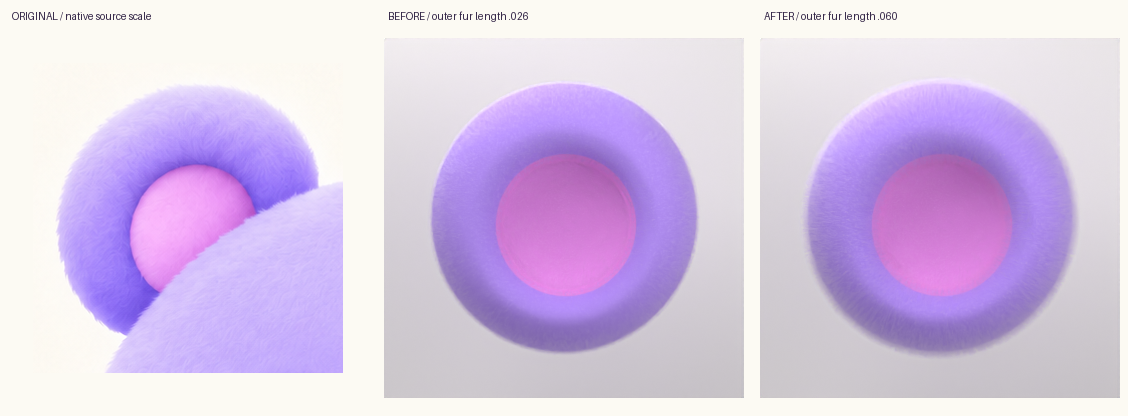 ORIGINAL / native source scale
BEFORE / outer fur length .026
AFTER / outer fur length .060